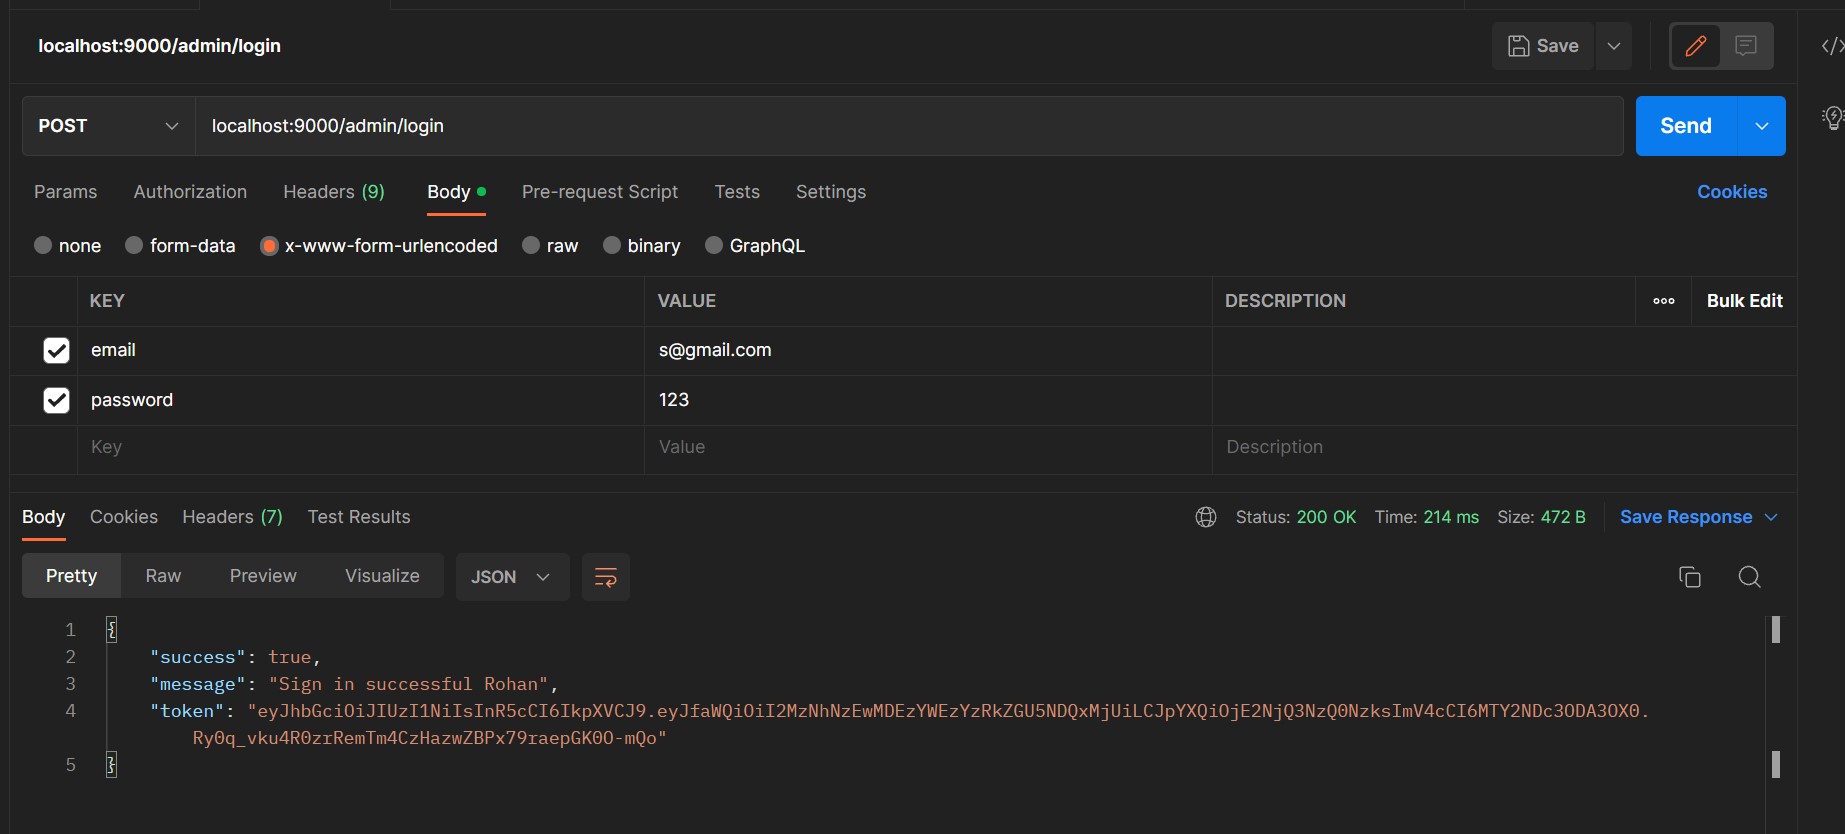 localhost:9000/admin/login
Save
POST
localhost:9000/admin/login
Send
Params Authorization Headers (9) Body Pre-request Script Tests Settings Cookies
none form-data x-www-form-urlencoded raw binary GraphQL
KEY VALUE DESCRIPTION Bulk Edit
email s@gmail.com
password 123
Key Value Description
Body Cookies Headers (7) Test Results Status: 200 OK Time: 214 ms Size: 472 B Save Response
Pretty Raw Preview Visualize JSON
1 {
2 "success": true,
3 "message": "Sign in successful Rohan",
4 "token": "eyJhbGciOiJIUzI1NiIsInR5cCI6IkpXVCJ9.eyJfaWQiOiI2MzNhNzEwMDEzYWEzYzRkZGU5NDQxMjUiLCJpYXQiOjE2NjQ3NzQ0NzksImV4cCI6MTY2NDc3ODA3OX0.
Ry0q_vku4R0zrRemTm4CzHazwZBPx79raepGK0O-mQo"
5 }